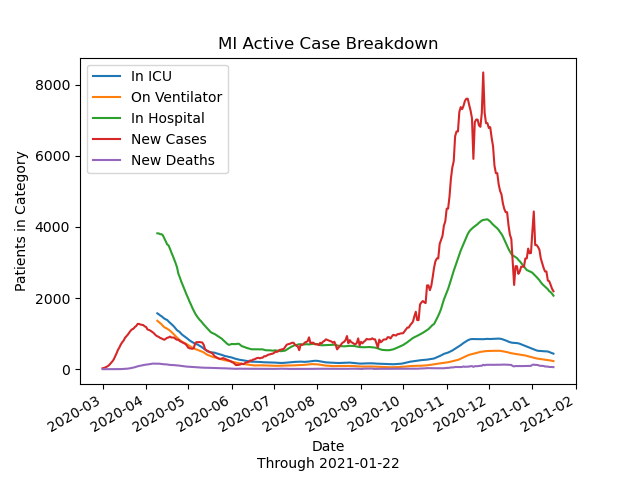 MI Active Case Breakdown
In ICU
On Ventilator
In Hospital
New Cases
New Deaths
Patients in Category
8000
6000
4000
2000
0
2020-03
2020-04
2020-05
2020-06
2020-07
2020-08
2020-09
2020-10
2020-11
2020-12
2021-01
2021-02
Date
Through 2021-01-22